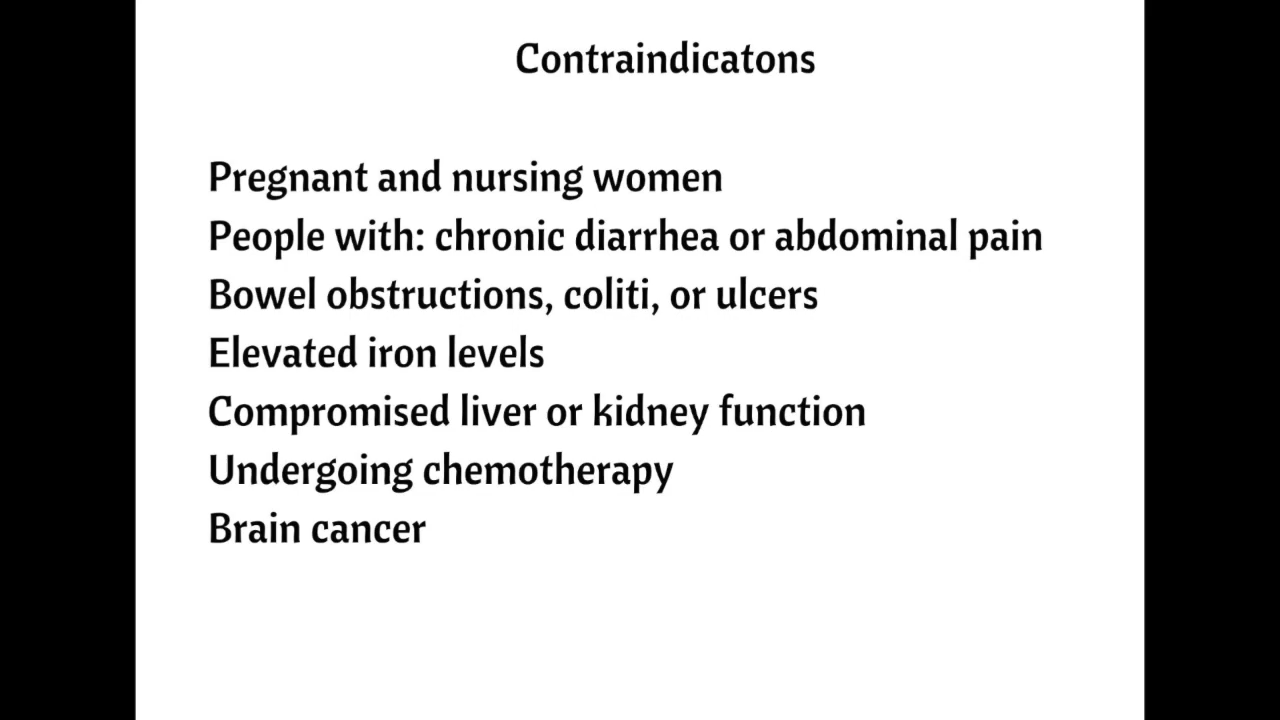 Contraindicatons
Pregnant and nursing women
People with: chronic diarrhea or abdominal pain
Bowel obstructions, coliti, or ulcers
Elevated iron levels
Compromised liver or kidney function
Undergoing chemotherapy
Brain cancer